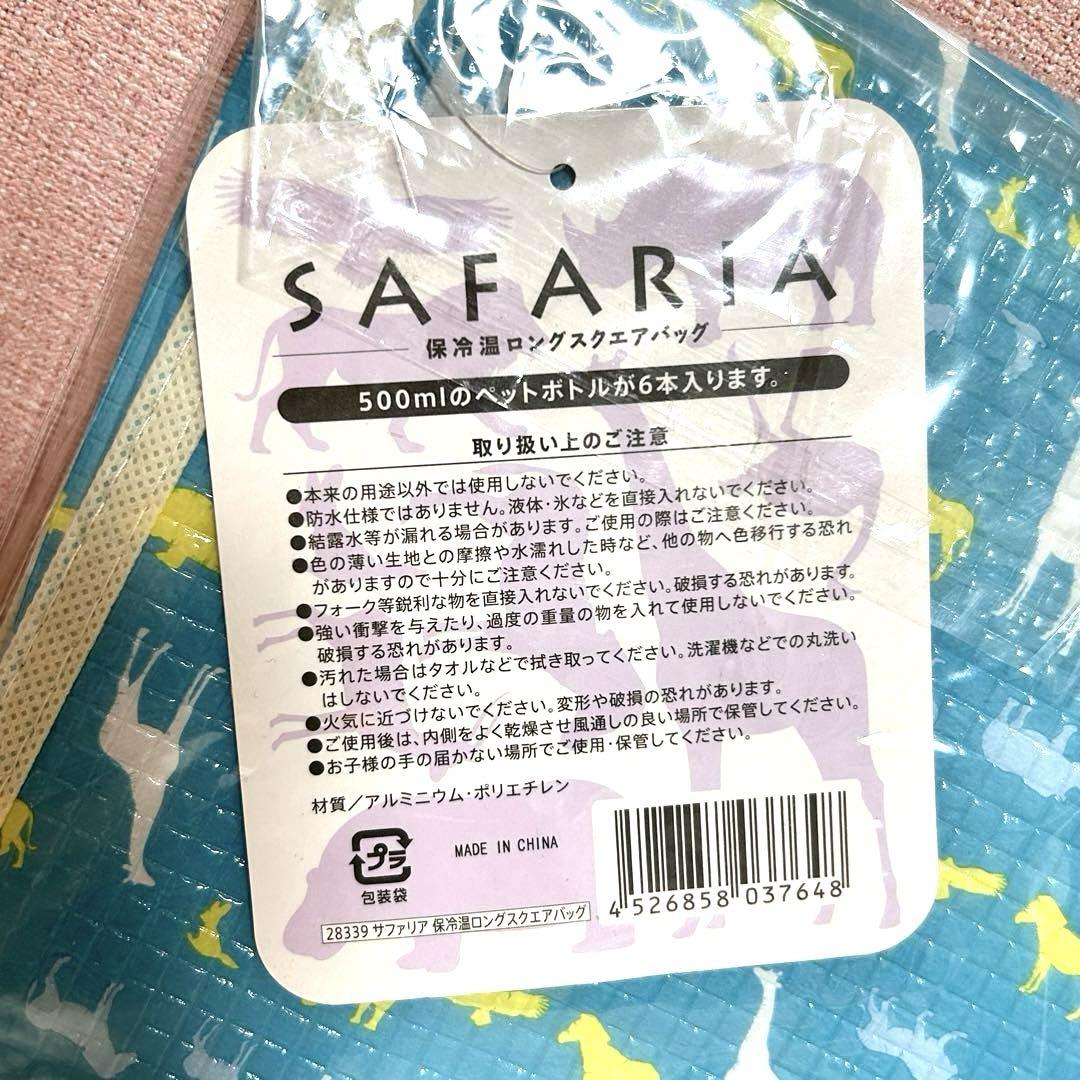 SAFARIA
保冷温ロングスクエアバッグ
500mlのペットボトルが6本入ります。
取り扱い上のご注意
●本来の用途以外では使用しないでください。
●防水仕様ではありません。液体・氷などを直接入れないでください。
●結露水等が漏れる場合があります。ご使用の際はご注意ください。
●色の薄い生地との摩擦や水濡れした時など、他の物へ色移行する恐れ
がありますので十分にご注意ください。
●フォーク等鋭利な物を直接入れないでください。破損する恐れがあります。
●強い衝撃を与えたり、過度の重量の物を入れて使用しないでください。
破損する恐れがあります。
●汚れた場合はタオルなどで拭き取ってください。洗濯機などでの丸洗い
はしないでください。
●火気に近づけないでください。変形や破損の恐れがあります。
●ご使用後は、内側をよく乾燥させ風通しの良い場所で保管してください。
●お子様の手の届かない場所でご使用・保管してください。
材質／アルミニウム・ポリエチレン
プラ
包装袋
MADE IN CHINA
4 526858 037648
28339 サファリア 保冷温ロングスクエアバッグ